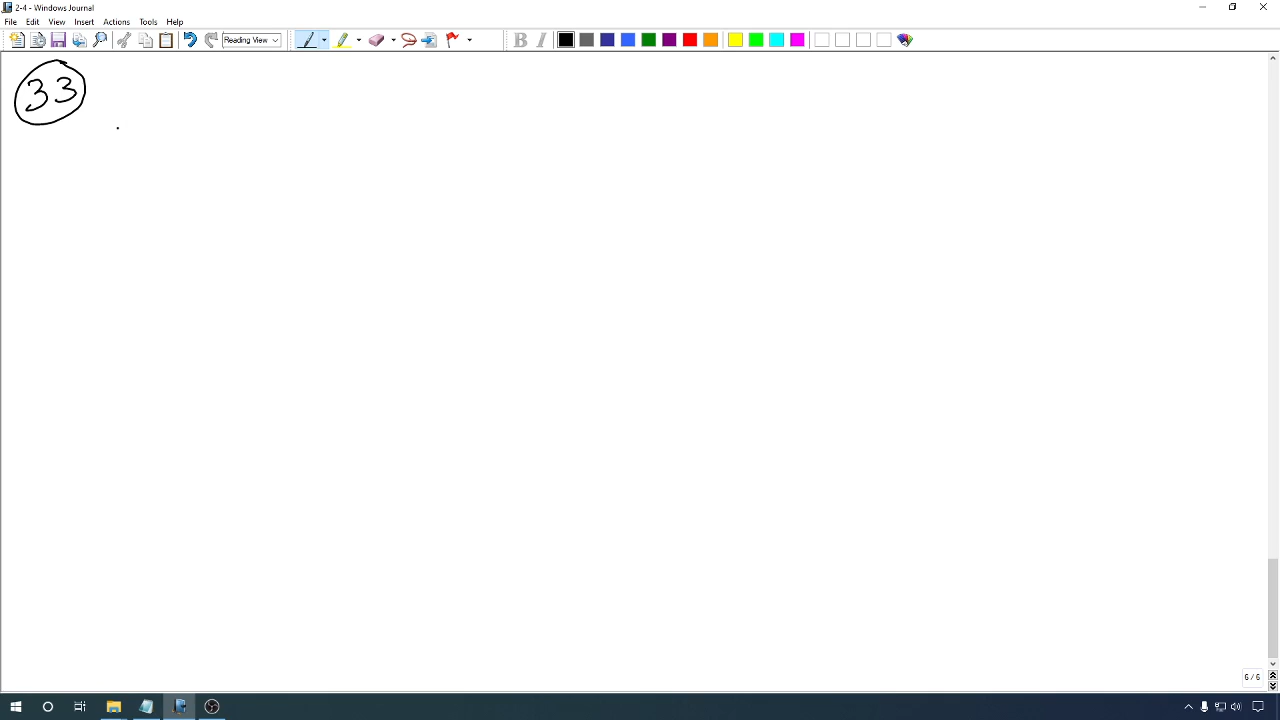 2-4 - Windows Journal
File Edit View Insert Actions Tools Help
Reading View B I
33
6 / 6